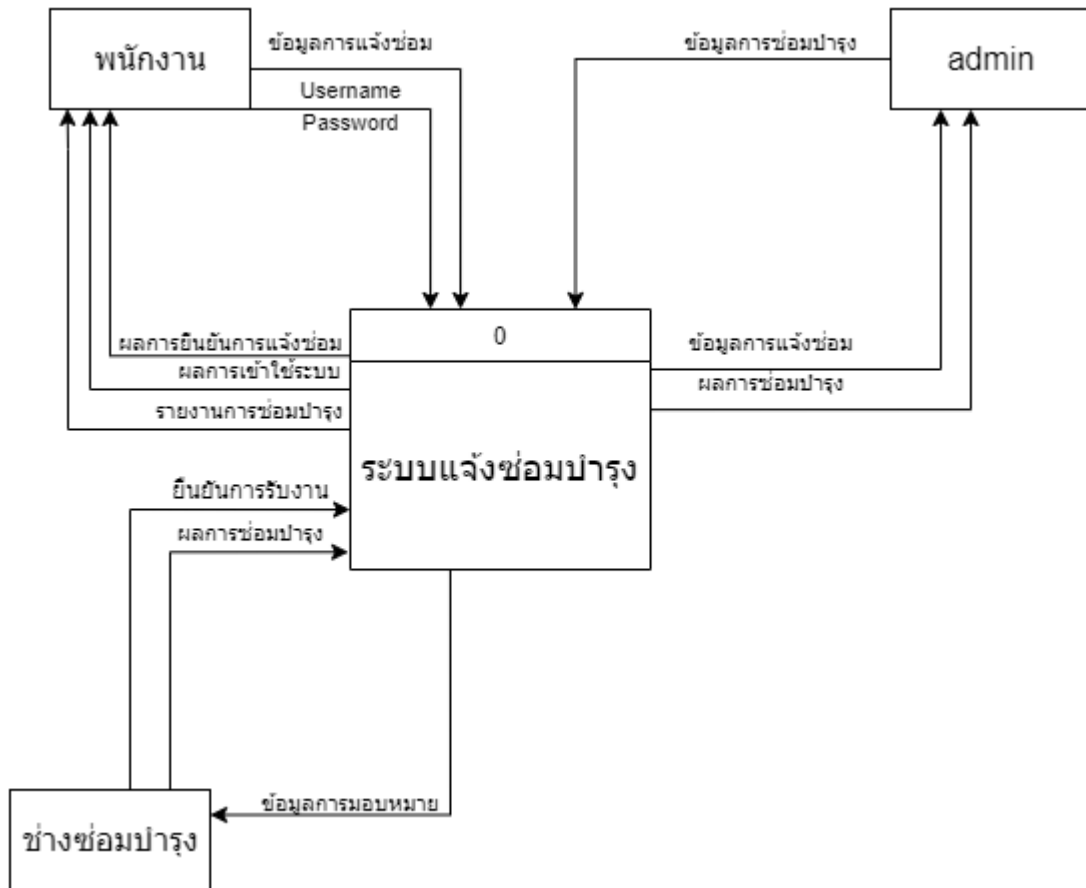 พนักงาน
ข้อมูลการแจ้งซ่อม
Username
Password
ข้อมูลการซ่อมบำรุง
admin
0
ระบบแจ้งซ่อมบำรุง
ผลการยืนยันการแจ้งซ่อม
ผลการเข้าใช้ระบบ
รายงานการซ่อมบำรุง
ข้อมูลการแจ้งซ่อม
ผลการซ่อมบำรุง
ยืนยันการรับงาน
ผลการซ่อมบำรุง
ข้อมูลการมอบหมาย
ช่างซ่อมบำรุง